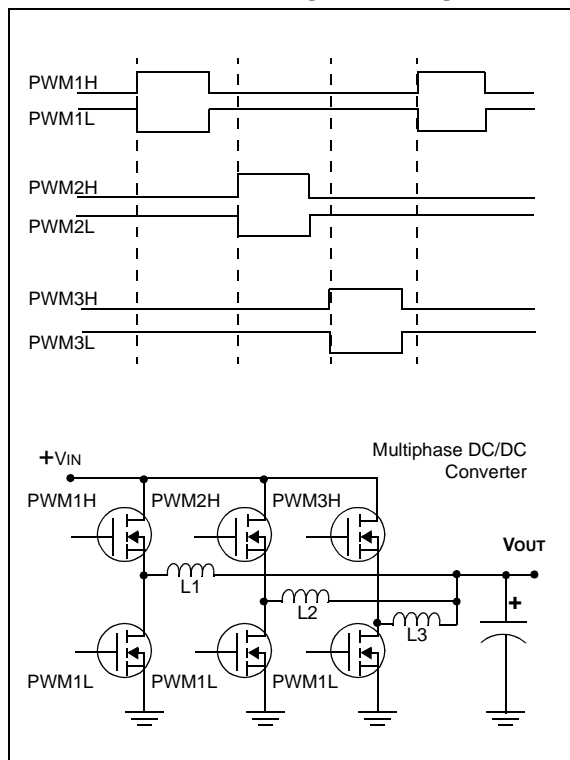 PWM1H
PWM1L
PWM2H
PWM2L
PWM3H
PWM3L
+VIN
Multiphase DC/DC
Converter
PWM1H PWM2H PWM3H
VOUT
L1
L2
+
L3
PWM1L PWM1L PWM1L